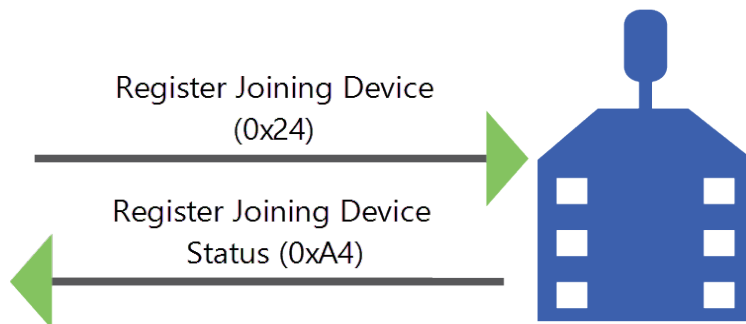 Register Joining Device
(0x24)
Register Joining Device
Status (0xA4)